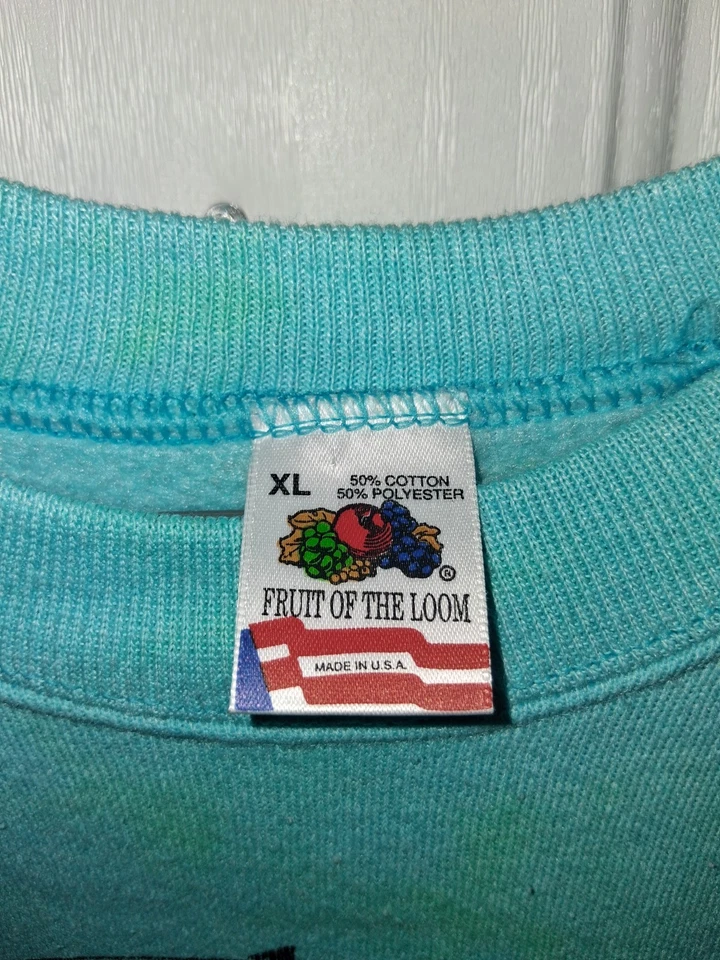 XL
50% COTTON
50% POLYESTER
®
FRUIT OF THE LOOM
MADE IN U.S.A.